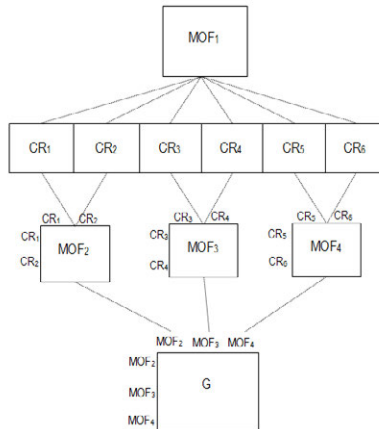 MOF1
CR1 CR2 CR3 CR4 CR5 CR6
CR1 CR2 CR3 CR4 CR5 CR6
CR1 CR3 CR5
MOF2 MOF3 MOF4
CR2 CR4 CR6
MOF2 MOF3 MOF4
MOF2
G
MOF3
MOF4